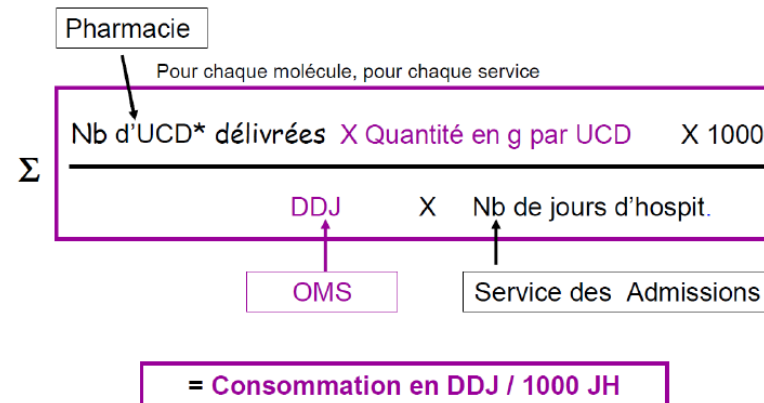 Pharmacie
Pour chaque molécule, pour chaque service
Nb d'UCD* délivrées X Quantité en g par UCD X 1000
Σ
DDJ X Nb de jours d'hospit.
OMS Service des Admissions
= Consommation en DDJ / 1000 JH